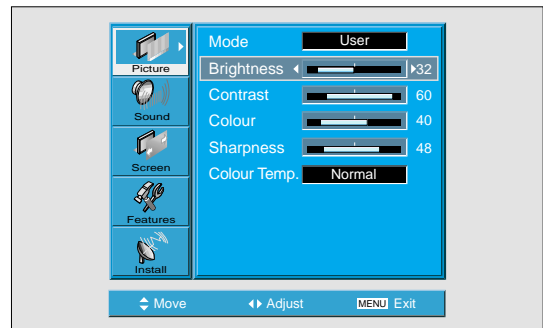 Picture
Sound
Screen
Features
Install
Mode User
Brightness 32
Contrast 60
Colour 40
Sharpness 48
Colour Temp. Normal
Move Adjust MENU Exit